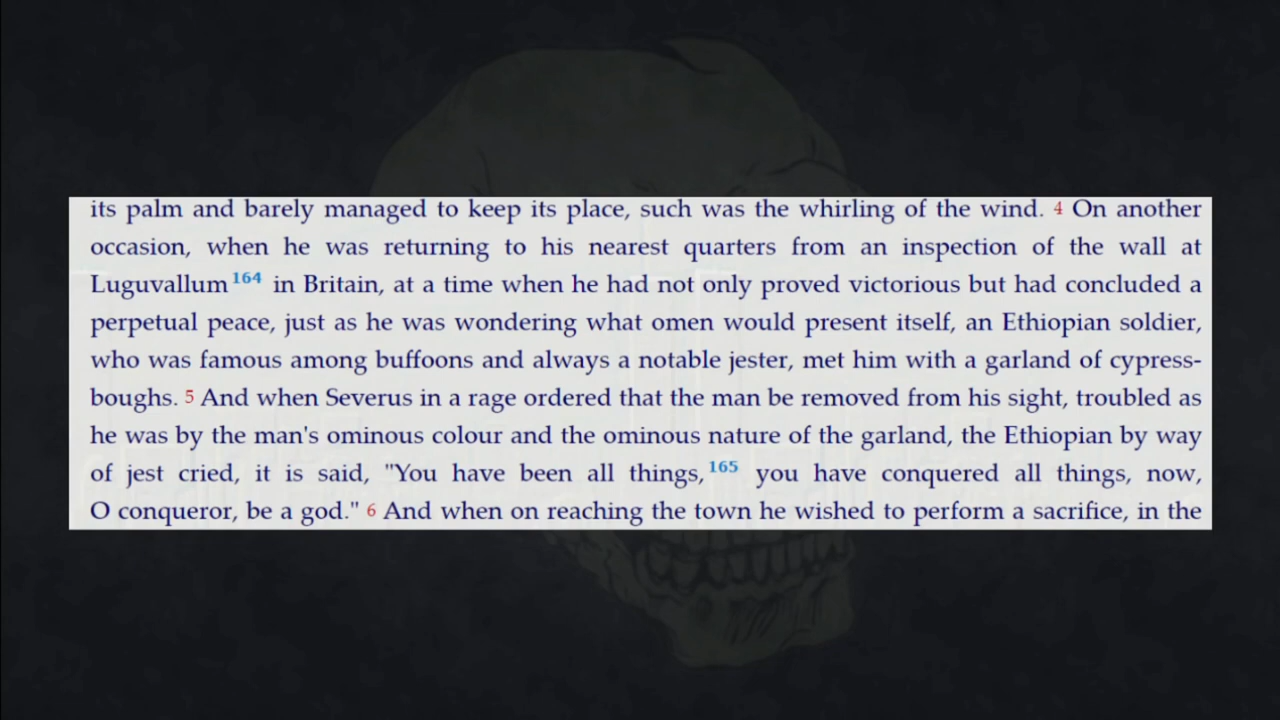 its palm and barely managed to keep its place, such was the whirling of the wind. 4 On another
occasion, when he was returning to his nearest quarters from an inspection of the wall at
Luguvallum164 in Britain, at a time when he had not only proved victorious but had concluded a
perpetual peace, just as he was wondering what omen would present itself, an Ethiopian soldier,
who was famous among buffoons and always a notable jester, met him with a garland of cypress-
boughs. 5 And when Severus in a rage ordered that the man be removed from his sight, troubled as
he was by the man's ominous colour and the ominous nature of the garland, the Ethiopian by way
of jest cried, it is said, "You have been all things,165 you have conquered all things, now,
O conqueror, be a god." 6 And when on reaching the town he wished to perform a sacrifice, in the